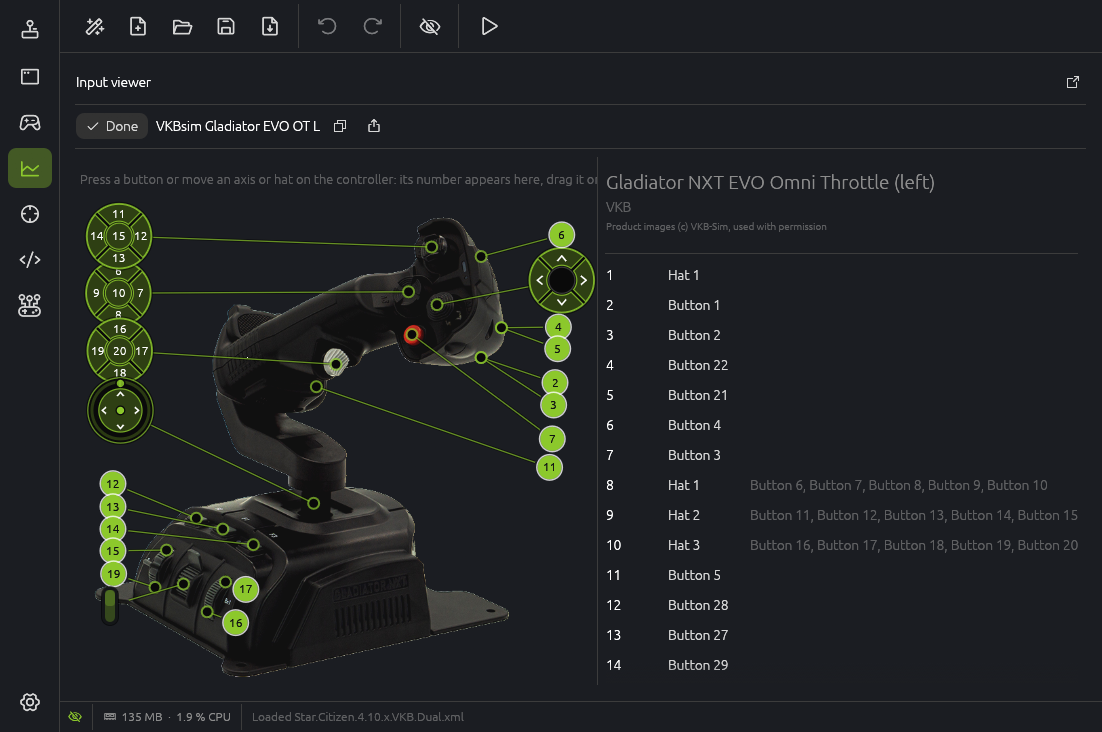 Input viewer
Done VKBsim Gladiator EVO OT L
Press a button or move an axis or hat on the controller: its number appears here, drag it or
Gladiator NXT EVO Omni Throttle (left)
VKB
Product images (c) VKB-Sim, used with permission
11
14 15 12
13
6
9 10 7
8
16
19 20 17
18
6
4
5
2
3
7
11
12
13
14
15
19
17
16
1 Hat 1
2 Button 1
3 Button 2
4 Button 22
5 Button 21
6 Button 4
7 Button 3
8 Hat 1 Button 6, Button 7, Button 8, Button 9, Button 10
9 Hat 2 Button 11, Button 12, Button 13, Button 14, Button 15
10 Hat 3 Button 16, Button 17, Button 18, Button 19, Button 20
11 Button 5
12 Button 28
13 Button 27
14 Button 29
135 MB · 1.9 % CPU Loaded Star.Citizen.4.10.x.VKB.Dual.xml